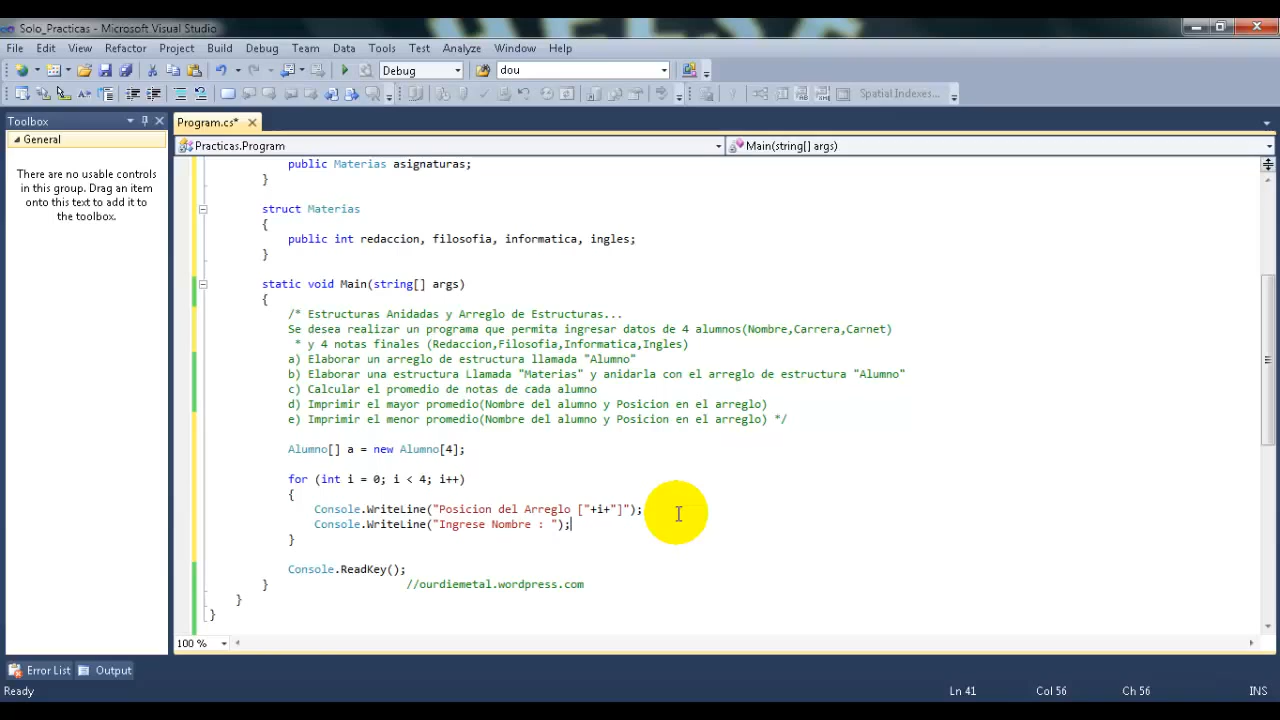 Solo_Practicas - Microsoft Visual Studio
File Edit View Refactor Project Build Debug Team Data Tools Test Analyze Window Help
Debug dou
Spatial Indexes...
Toolbox
Program.cs*
General
Practicas.Program
Main(string[] args)
There are no usable controls
in this group. Drag an item
onto this text to add it to
the toolbox.
public Materias asignaturas;
}
struct Materias
{
public int redaccion, filosofia, informatica, ingles;
}
static void Main(string[] args)
{
/* Estructuras Anidadas y Arreglo de Estructuras...
Se desea realizar un programa que permita ingresar datos de 4 alumnos(Nombre,Carrera,Carnet)
* y 4 notas finales (Redaccion,Filosofia,Informatica,Ingles)
a) Elaborar un arreglo de estructura llamada "Alumno"
b) Elaborar una estructura Llamada "Materias" y anidarla con el arreglo de estructura "Alumno"
c) Calcular el promedio de notas de cada alumno
d) Imprimir el mayor promedio(Nombre del alumno y Posicion en el arreglo)
e) Imprimir el menor promedio(Nombre del alumno y Posicion en el arreglo) */
Alumno[] a = new Alumno[4];
for (int i = 0; i < 4; i++)
{
Console.WriteLine("Posicion del Arreglo ["+i+"]");
Console.WriteLine("Ingrese Nombre : ");
}
Console.ReadKey();
} //ourdiemetal.wordpress.com
}
}
100 %
Error List Output
Ready Ln 41 Col 56 Ch 56 INS